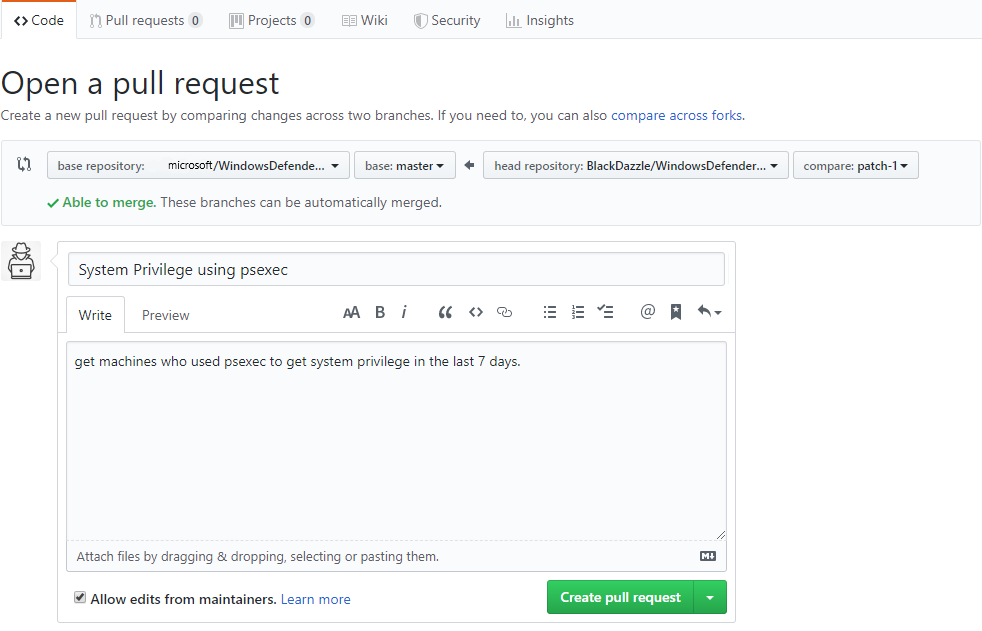 Code Pull requests 0 Projects 0 Wiki Security Insights
Open a pull request
Create a new pull request by comparing changes across two branches. If you need to, you can also compare across forks.
base repository: microsoft/WindowsDefende... base: master head repository: BlackDazzle/WindowsDefender... compare: patch-1
Able to merge. These branches can be automatically merged.
System Privilege using psexec
Write Preview AA B i
get machines who used psexec to get system privilege in the last 7 days.
Attach files by dragging & dropping, selecting or pasting them.
Allow edits from maintainers. Learn more Create pull request